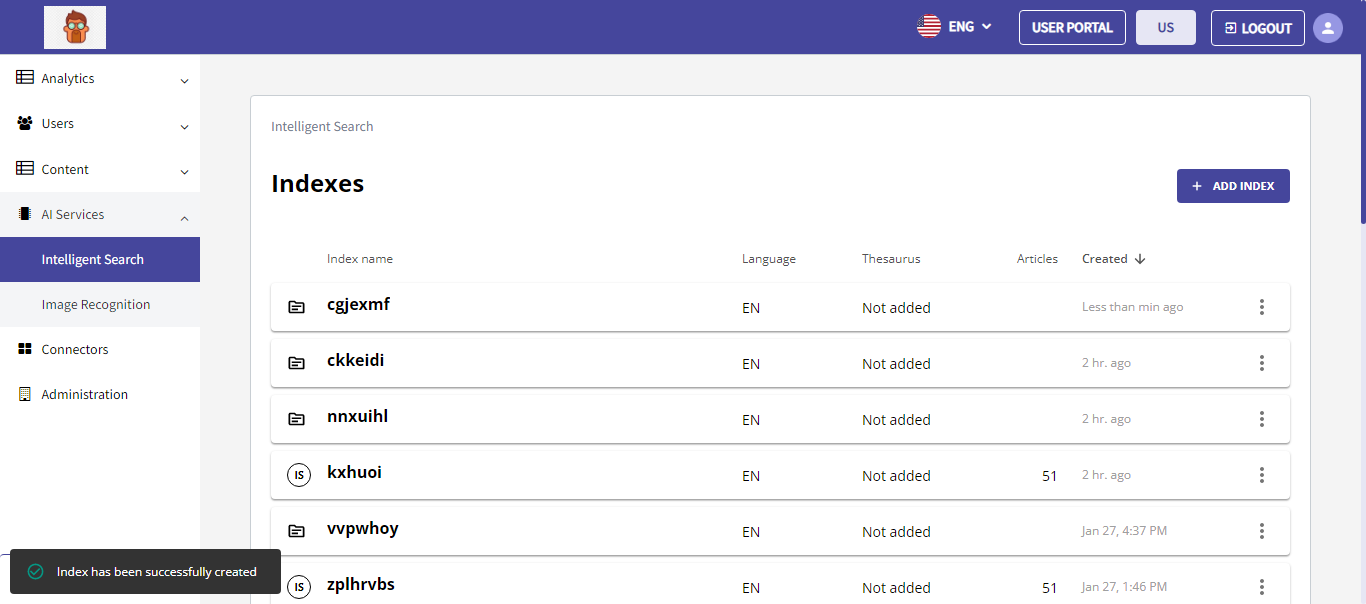 ENG
USER PORTAL
US
LOGOUT
Analytics
Users
Content
AI Services
Intelligent Search
Image Recognition
Connectors
Administration
Intelligent Search
Indexes
+ ADD INDEX
Index name Language Thesaurus Articles Created
cgjexmf EN Not added Less than min ago
ckkeidi EN Not added 2 hr. ago
nnxuihl EN Not added 2 hr. ago
IS kxhuoi EN Not added 51 2 hr. ago
vvpwhoy EN Not added Jan 27, 4:37 PM
IS zplhrvbs EN Not added 51 Jan 27, 1:46 PM
Index has been successfully created